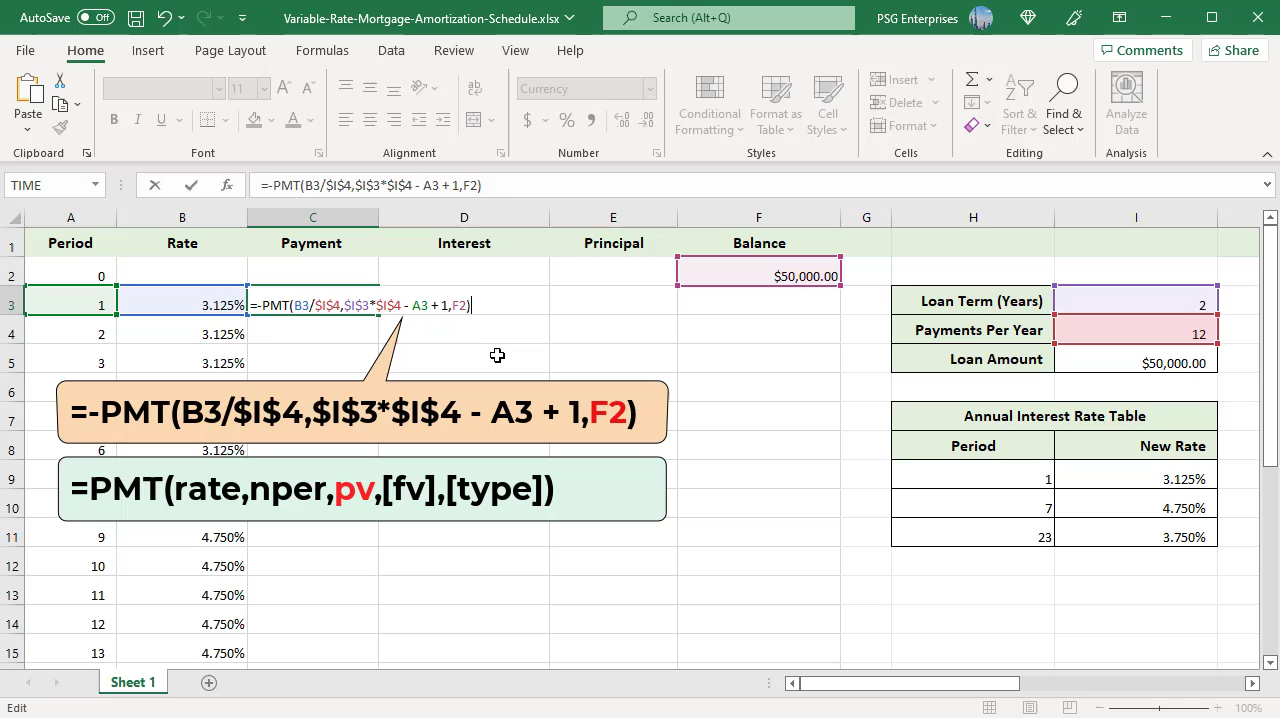 AutoSave Off Variable-Rate-Mortgage-Amortization-Schedule.xlsx Search (Alt+Q) PSG Enterprises
File Home Insert Page Layout Formulas Data Review View Help Comments Share
Paste
11
B I U
A A A
ab
Currency
$ % 9
Conditional Formatting
Format as Table
Cell Styles
Insert
Delete
Format
Sort & Filter
Find & Select
Analyze Data
Clipboard Font Alignment Number Styles Cells Editing Analysis
TIME fx =-PMT(B3/$I$4,$I$3*$I$4 - A3 + 1,F2)
A B C D E F G H I
1 Period Rate Payment Interest Principal Balance
2 0 $50,000.00
3 1 3.125% =-PMT(B3/$I$4,$I$3*$I$4 - A3 + 1,F2) Loan Term (Years) 2
4 2 3.125% Payments Per Year 12
5 3 3.125% Loan Amount $50,000.00
6
=-PMT(B3/$I$4,$I$3*$I$4 - A3 + 1,F2)
7 Annual Interest Rate Table
8 6 3.125% Period New Rate
9 1 3.125%
=PMT(rate,nper,pv,[fv],[type])
10 7 4.750%
11 9 4.750% 23 3.750%
12 10 4.750%
13 11 4.750%
14 12 4.750%
15 13 4.750%
Sheet 1
Edit 100%